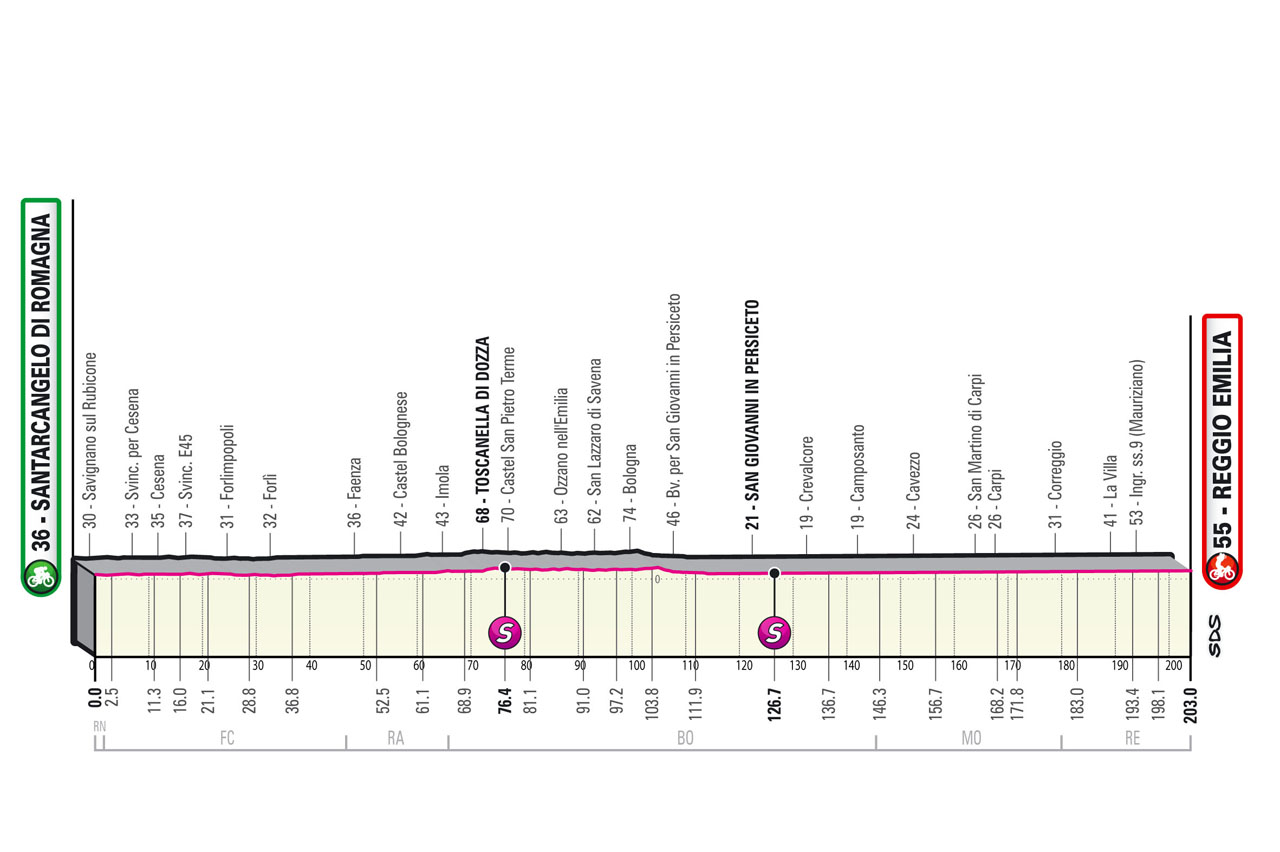 36 - SANTARCANGELO DI ROMAGNA
30 - Savignano sul Rubicone
33 - Svinc. per Cesena
35 - Cesena
37 - Svinc. E45
31 - Forlimpopoli
32 - Forlì
36 - Faenza
42 - Castel Bolognese
43 - Imola
68 - TOSCANELLA DI DOZZA
70 - Castel San Pietro Terme
63 - Ozzano nell'Emilia
62 - San Lazzaro di Savena
74 - Bologna
46 - Bv. per San Giovanni in Persiceto
21 - SAN GIOVANNI IN PERSICETO
19 - Crevalcore
19 - Camposanto
24 - Cavezzo
26 - San Martino di Carpi
26 - Carpi
31 - Correggio
41 - La Villa
53 - Ingr. ss.9 (Mauriziano)
55 - REGGIO EMILIA
0
S
S
SDS
0 10 20 30 40 50 60 70 80 90 100 110 120 130 140 150 160 170 180 190 200
0.0
2.5
11.3
16.0
21.1
28.8
36.8
52.5
61.1
68.9
76.4
81.1
91.0
97.2
103.8
111.9
126.7
136.7
146.3
156.7
168.2
171.8
183.0
193.4
198.1
203.0
RN
FC
RA
BO
MO
RE